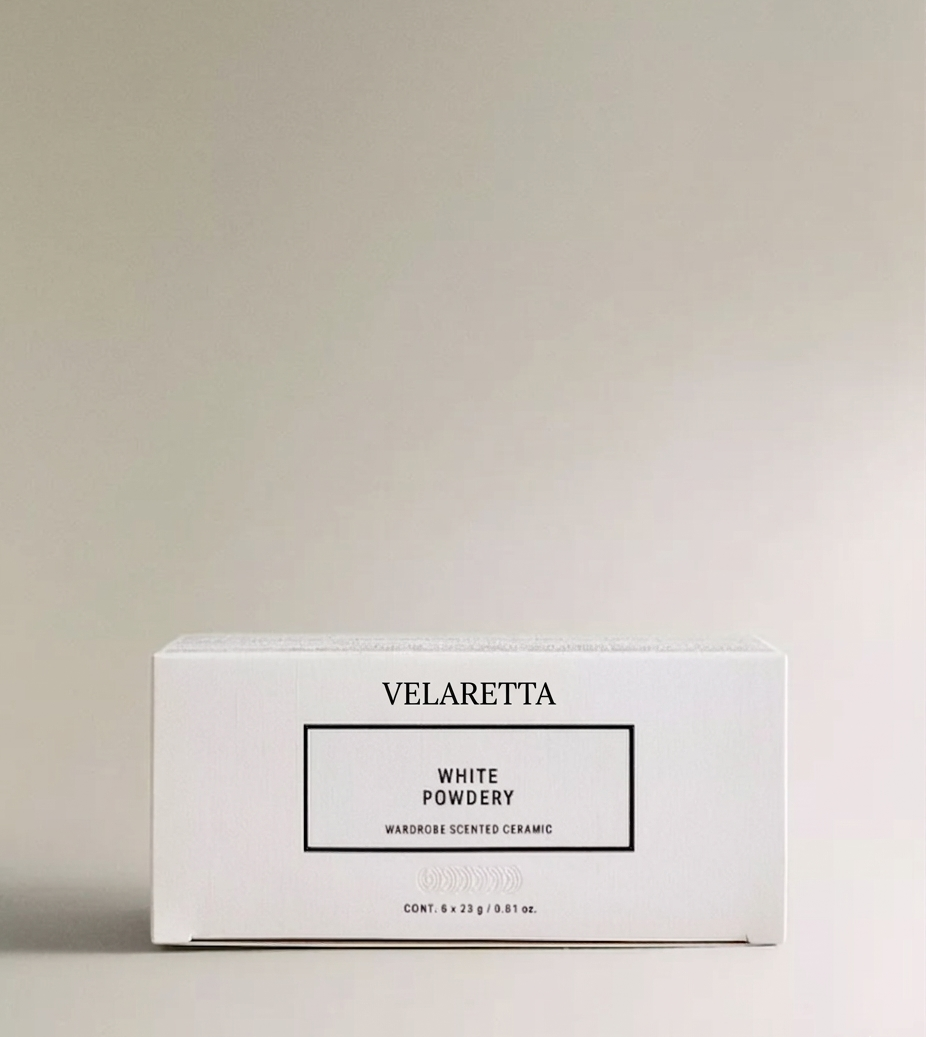 VELARETTA
WHITE
POWDERY
WARDROBE SCENTED CERAMIC
CONT. 6 x 23 g / 0.81 oz.